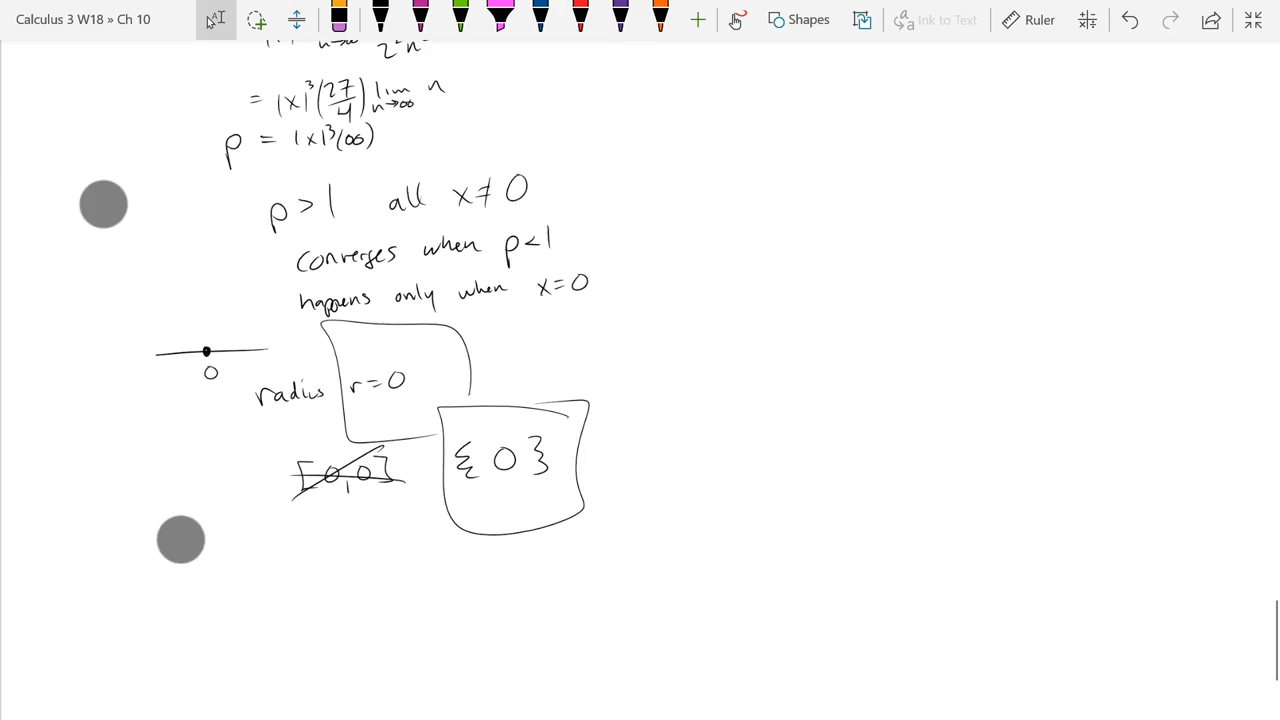 Calculus 3 W18 » Ch 10
Shapes
Ink to Text
Ruler
= |x|³(27/4) lim n→∞ n
ρ = |x|³(∞)
ρ > 1 all x ≠ 0
Converges when ρ < 1
happens only when x = 0
0
radius r = 0
[0, 0]
{ 0 }